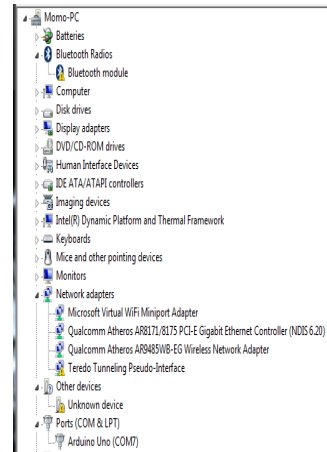 Momo-PC
Batteries
Bluetooth Radios
Bluetooth module
Computer
Disk drives
Display adapters
DVD/CD-ROM drives
Human Interface Devices
IDE ATA/ATAPI controllers
Imaging devices
Intel(R) Dynamic Platform and Thermal Framework
Keyboards
Mice and other pointing devices
Monitors
Network adapters
Microsoft Virtual WiFi Miniport Adapter
Qualcomm Atheros AR8171/8175 PCI-E Gigabit Ethernet Controller (NDIS 6.20)
Qualcomm Atheros AR9485WB-EG Wireless Network Adapter
Teredo Tunneling Pseudo-Interface
Other devices
Unknown device
Ports (COM & LPT)
Arduino Uno (COM7)